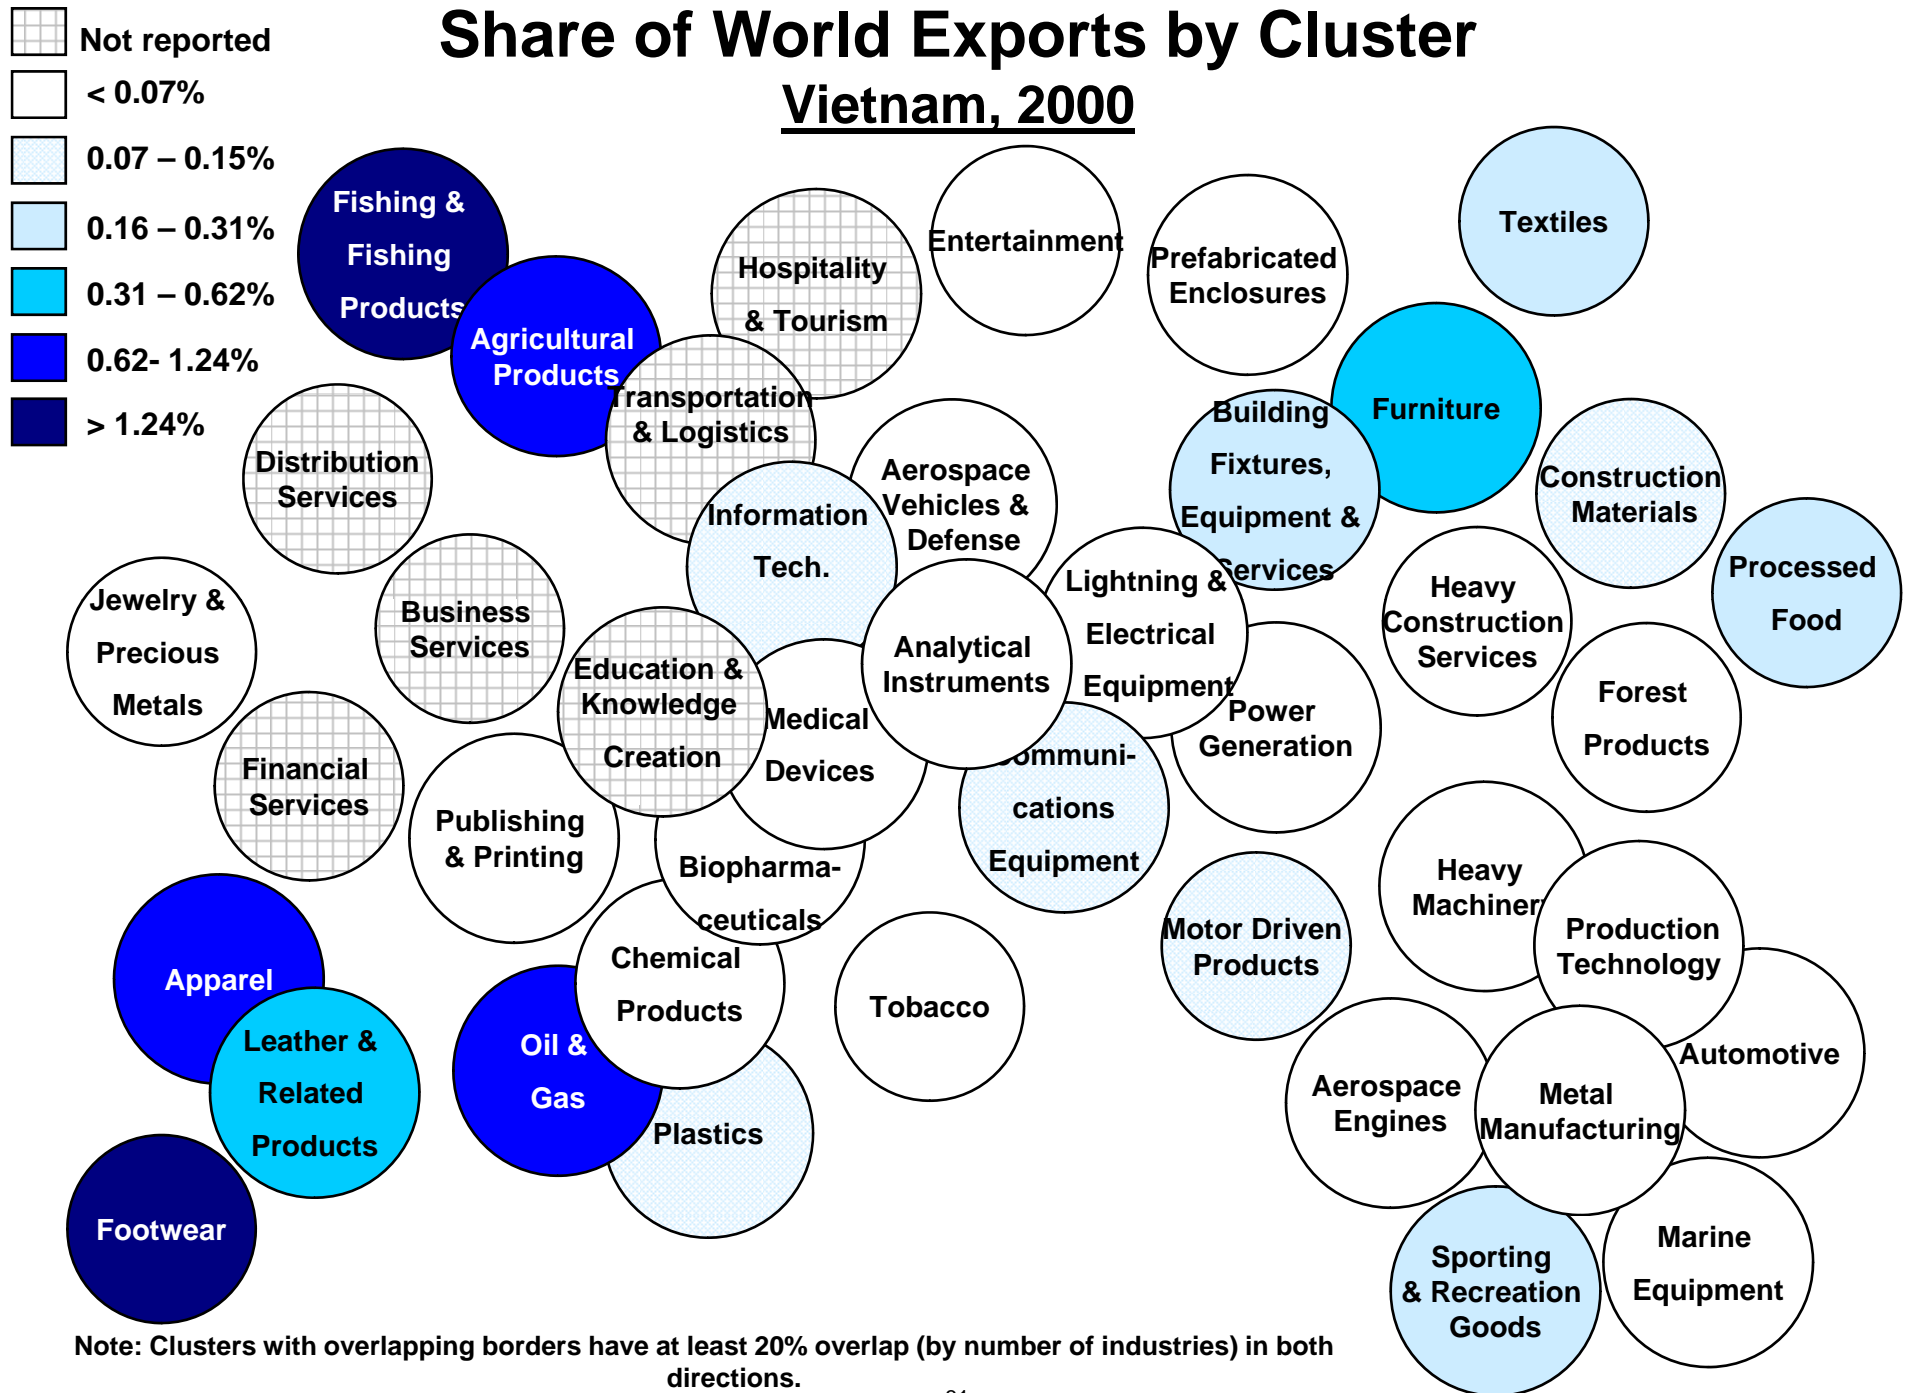 Share of World Exports by Cluster
Vietnam, 2000
Not reported
< 0.07%
0.07 – 0.15%
0.16 – 0.31%
0.31 – 0.62%
0.62- 1.24%
> 1.24%
Fishing &
Fishing
Products
Agricultural
Products
Hospitality
& Tourism
Transportation
& Logistics
Entertainment
Prefabricated
Enclosures
Textiles
Furniture
Building
Fixtures,
Equipment &
Services
Construction
Materials
Processed
Food
Distribution
Services
Information
Tech.
Aerospace
Vehicles &
Defense
Lightning &
Electrical
Equipment
Heavy
Construction
Services
Jewelry &
Precious
Metals
Business
Services
Education &
Knowledge
Creation
Analytical
Instruments
Medical
Devices
Power
Generation
Forest
Products
Financial
Services
Publishing
& Printing
Communi-
cations
Equipment
Biopharma-
ceuticals
Heavy
Machinery
Motor Driven
Products
Production
Technology
Apparel
Chemical
Products
Tobacco
Leather &
Related
Products
Oil &
Gas
Plastics
Automotive
Aerospace
Engines
Metal
Manufacturing
Footwear
Sporting
& Recreation
Goods
Marine
Equipment
Note: Clusters with overlapping borders have at least 20% overlap (by number of industries) in both
directions.